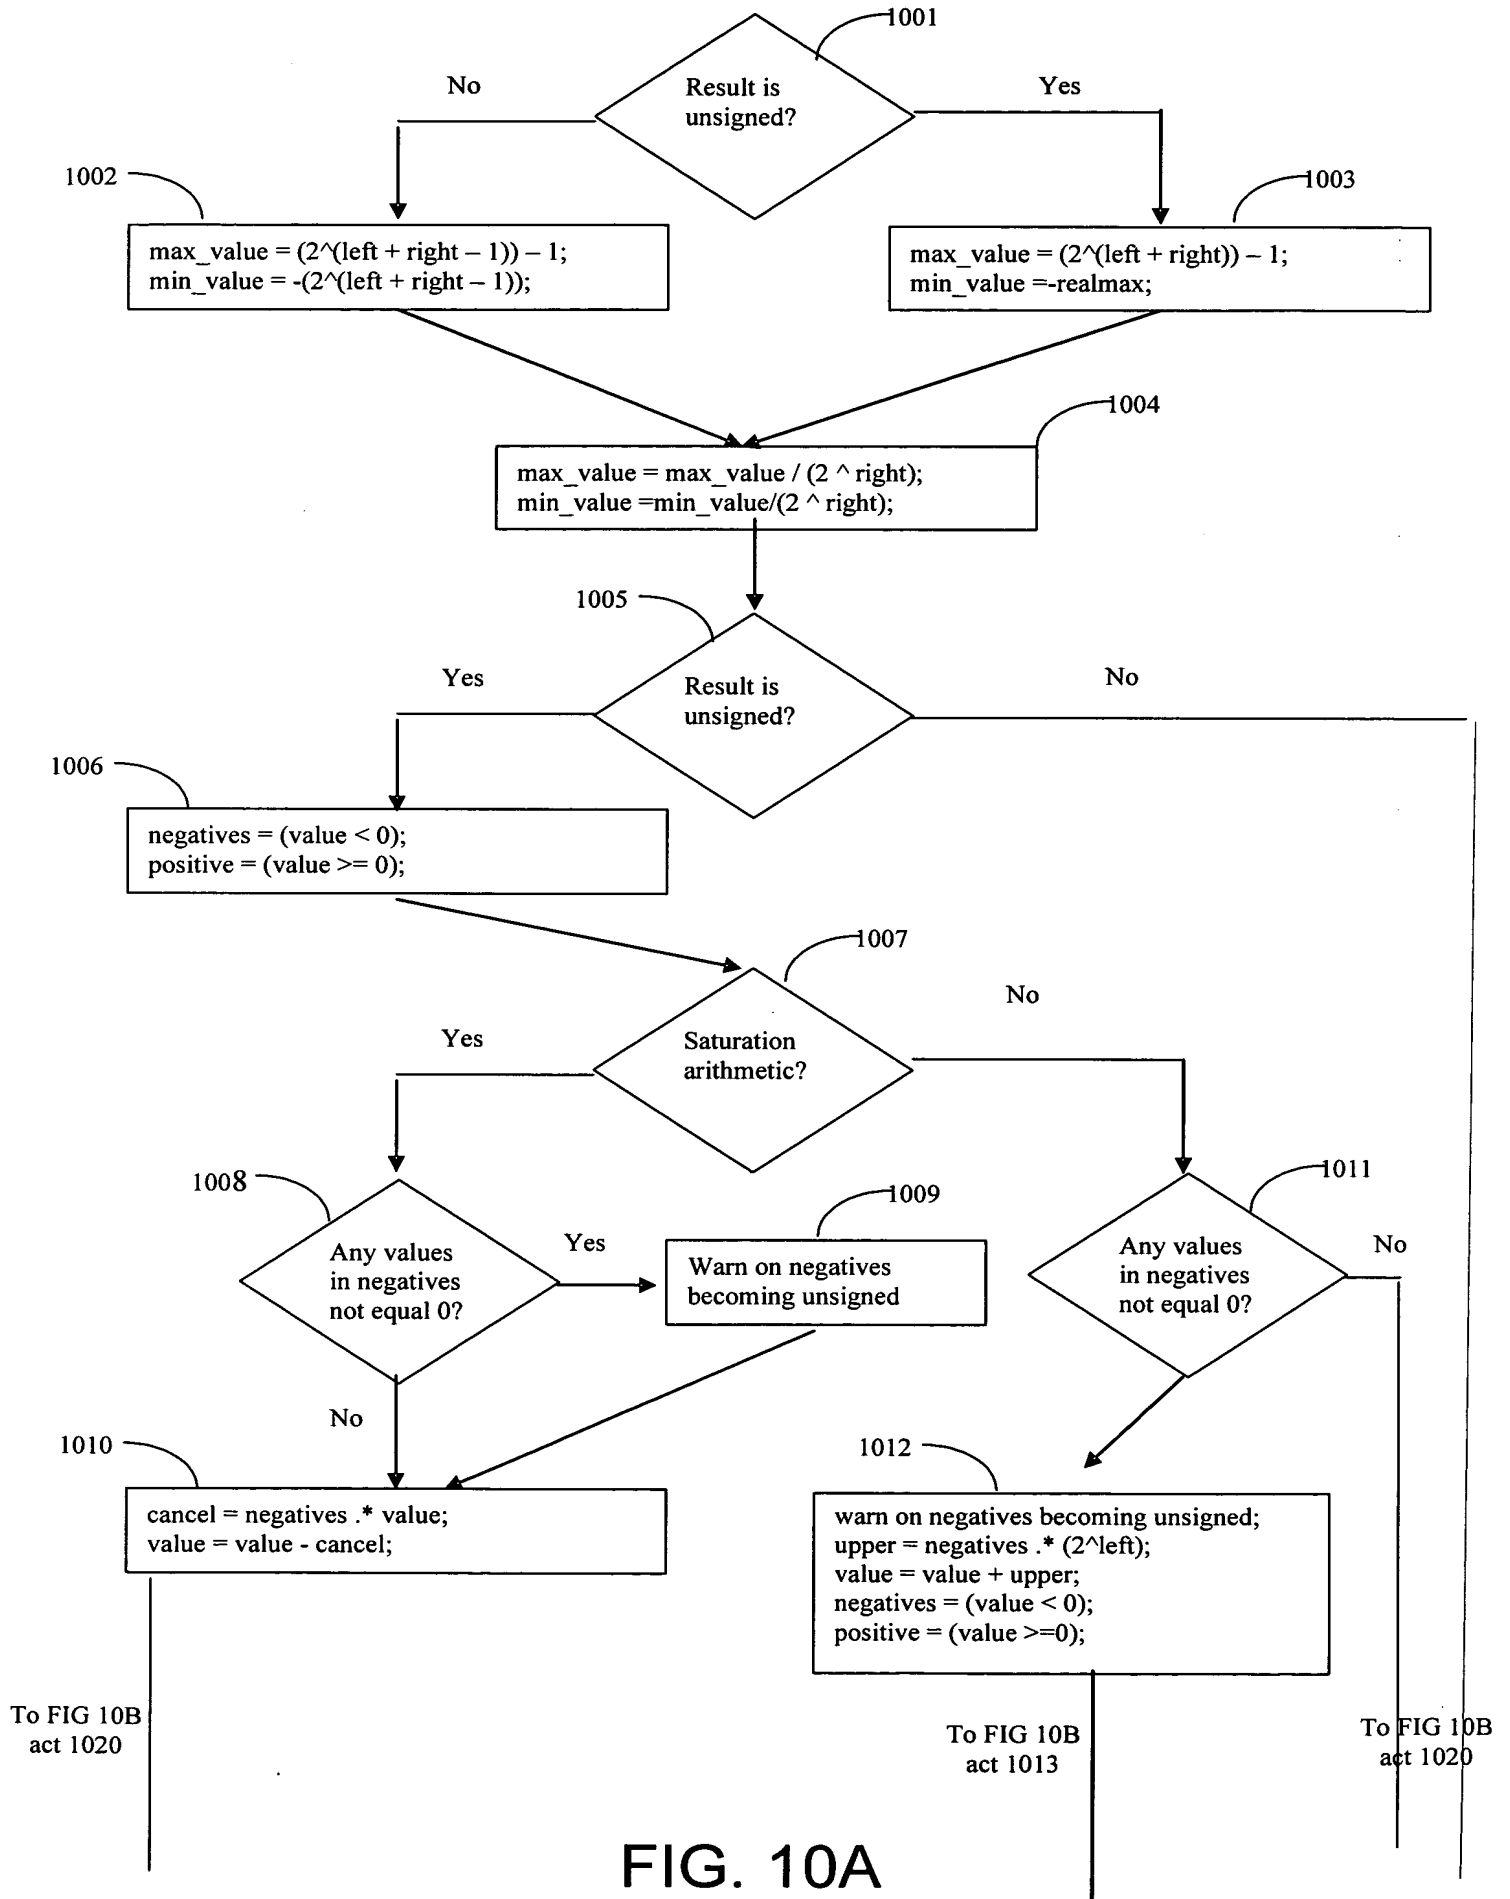 1001
No
Yes
Result is
unsigned?
1002
1003
max_value = (2^(left + right – 1)) – 1;
min_value = -(2^(left + right – 1));
max_value = (2^(left + right)) – 1;
min_value =-realmax;
1004
max_value = max_value / (2 ^ right);
min_value =min_value/(2 ^ right);
1005
Yes
No
Result is
unsigned?
1006
negatives = (value < 0);
positive = (value >= 0);
1007
No
Yes
Saturation
arithmetic?
1008
1009
1011
Any values
in negatives
not equal 0?
Yes
Warn on negatives
becoming unsigned
Any values
in negatives
not equal 0?
No
No
1010
1012
cancel = negatives .* value;
value = value - cancel;
warn on negatives becoming unsigned;
upper = negatives .* (2^left);
value = value + upper;
negatives = (value < 0);
positive = (value >=0);
To FIG 10B
act 1020
To FIG 10B
act 1013
To FIG 10B
act 1020
FIG. 10A